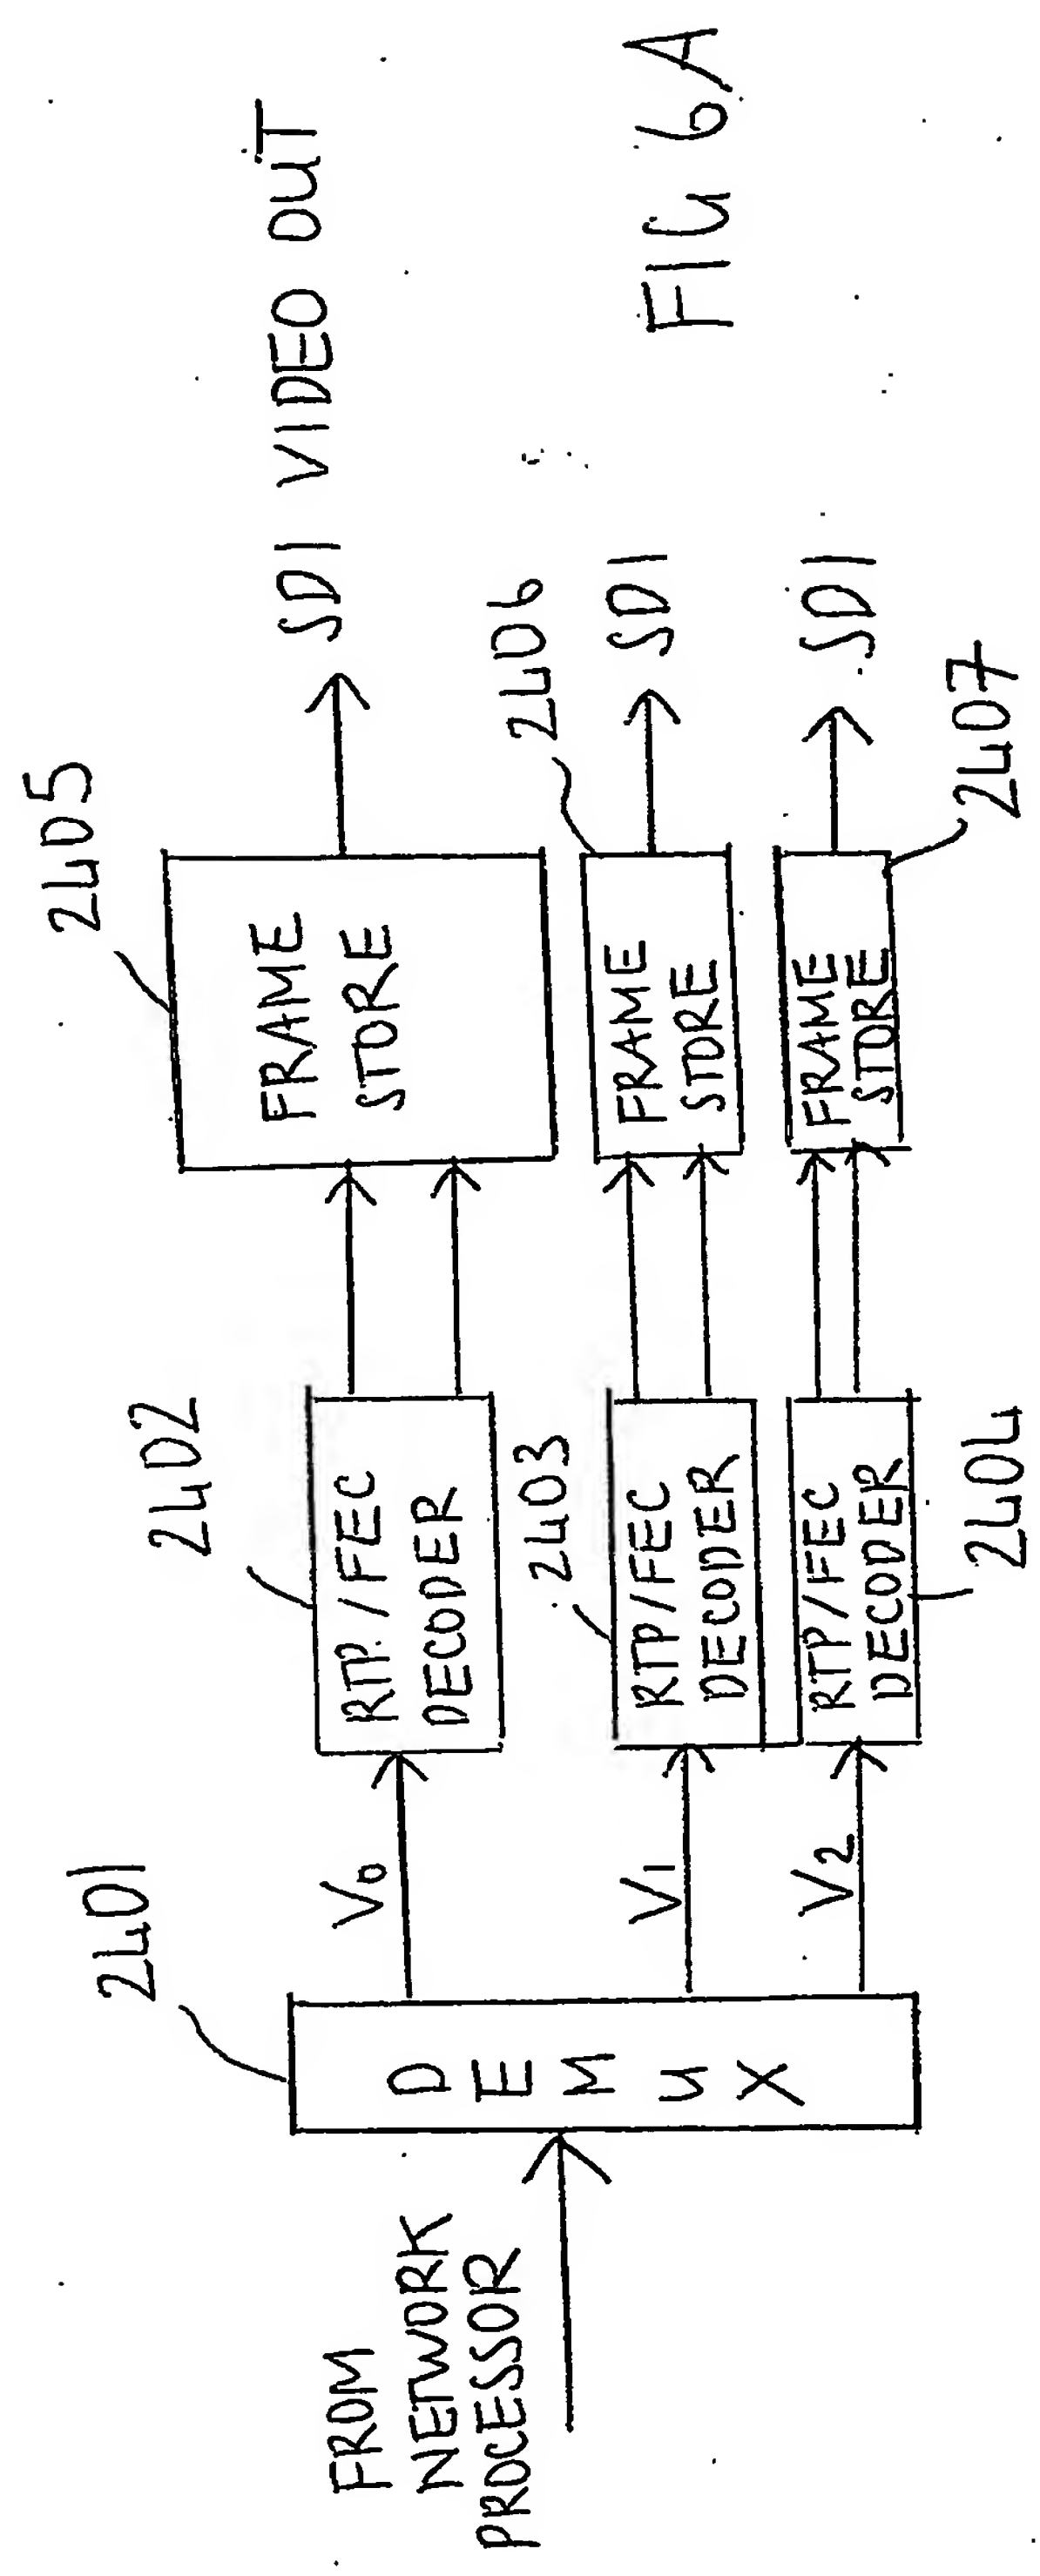 FROM
NETWORK
PROCESSOR
2401
DEMUX
V0
V1
V2
2402
RTP/FEC
DECODER
2403
RTP/FEC
DECODER
2404
RTP/FEC
DECODER
2405
FRAME
STORE
2406
FRAME
STORE
2407
FRAME
STORE
SDI VIDEO OUT
SDI
SDI
FIG 6A